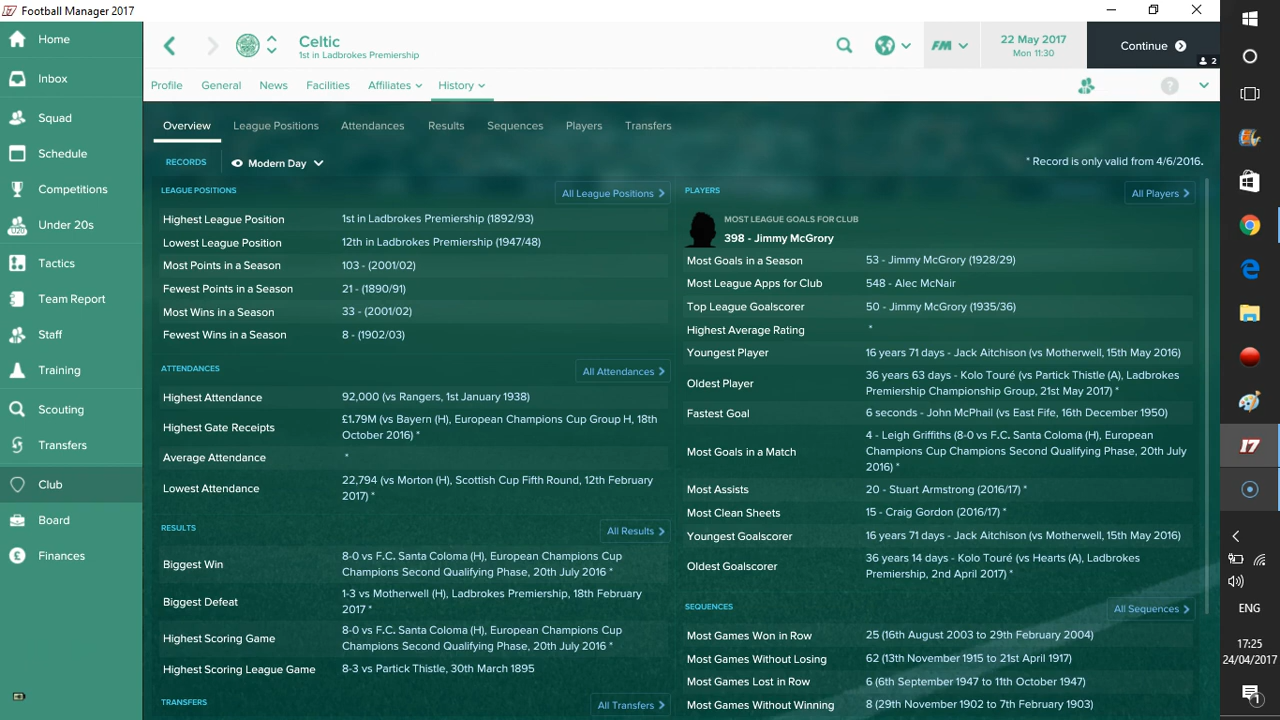 17 Football Manager 2017
Home
Inbox
Squad
Schedule
Competitions
U20
Under 20s
Tactics
Team Report
Staff
Training
Scouting
Transfers
Club
Board
£ Finances
Celtic
1st in Ladbrokes Premiership
FM
22 May 2017
Mon 11:30
Continue
2
Profile General News Facilities Affiliates History
?
Overview League Positions Attendances Results Sequences Players Transfers
RECORDS Modern Day
* Record is only valid from 4/6/2016.
LEAGUE POSITIONS All League Positions
Highest League Position 1st in Ladbrokes Premiership (1892/93)
Lowest League Position 12th in Ladbrokes Premiership (1947/48)
Most Points in a Season 103 - (2001/02)
Fewest Points in a Season 21 - (1890/91)
Most Wins in a Season 33 - (2001/02)
Fewest Wins in a Season 8 - (1902/03)
ATTENDANCES All Attendances
Highest Attendance 92,000 (vs Rangers, 1st January 1938)
Highest Gate Receipts £1.79M (vs Bayern (H), European Champions Cup Group H, 18th
October 2016) *
Average Attendance *
Lowest Attendance 22,794 (vs Morton (H), Scottish Cup Fifth Round, 12th February
2017) *
RESULTS All Results
Biggest Win 8-0 vs F.C. Santa Coloma (H), European Champions Cup
Champions Second Qualifying Phase, 20th July 2016 *
Biggest Defeat 1-3 vs Motherwell (H), Ladbrokes Premiership, 18th February
2017 *
Highest Scoring Game 8-0 vs F.C. Santa Coloma (H), European Champions Cup
Champions Second Qualifying Phase, 20th July 2016 *
Highest Scoring League Game 8-3 vs Partick Thistle, 30th March 1895
TRANSFERS All Transfers
PLAYERS All Players
MOST LEAGUE GOALS FOR CLUB
398 - Jimmy McGrory
Most Goals in a Season 53 - Jimmy McGrory (1928/29)
Most League Apps for Club 548 - Alec McNair
Top League Goalscorer 50 - Jimmy McGrory (1935/36)
Highest Average Rating *
Youngest Player 16 years 71 days - Jack Aitchison (vs Motherwell, 15th May 2016)
Oldest Player 36 years 63 days - Kolo Touré (vs Partick Thistle (A), Ladbrokes
Premiership Championship Group, 21st May 2017) *
Fastest Goal 6 seconds - John McPhail (vs East Fife, 16th December 1950)
Most Goals in a Match 4 - Leigh Griffiths (8-0 vs F.C. Santa Coloma (H), European
Champions Cup Champions Second Qualifying Phase, 20th July
2016) *
Most Assists 20 - Stuart Armstrong (2016/17) *
Most Clean Sheets 15 - Craig Gordon (2016/17) *
Youngest Goalscorer 16 years 71 days - Jack Aitchison (vs Motherwell, 15th May 2016)
Oldest Goalscorer 36 years 14 days - Kolo Touré (vs Hearts (A), Ladbrokes
Premiership, 2nd April 2017) *
SEQUENCES All Sequences
Most Games Won in Row 25 (16th August 2003 to 29th February 2004)
Most Games Without Losing 62 (13th November 1915 to 21st April 1917)
Most Games Lost in Row 6 (6th September 1947 to 11th October 1947)
Most Games Without Winning 8 (29th November 1902 to 7th February 1903)
17
ENG
17:25
24/04/2017
1